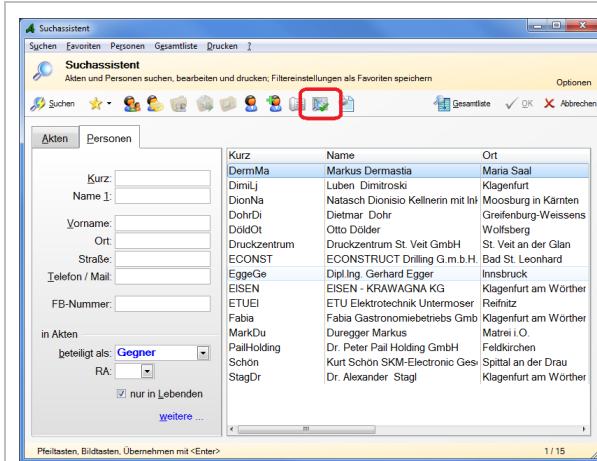 Suchassistent
Suchen Favoriten Personen Gesamtliste Drucken ?
Suchassistent
Akten und Personen suchen, bearbeiten und drucken; Filtereinstellungen als Favoriten speichern
Optionen
Suchen Gesamtliste OK Abbrechen
Akten Personen
Kurz Name Ort
DermMa Markus Dermastia Maria Saal
DimiLj Luben Dimitroski Klagenfurt
DionNa Natasch Dionisio Kellnerin mit Ink Moosburg in Kärnten
DohrDi Dietmar Dohr Greifenburg-Weissens
DöldOt Otto Dölder Wolfsberg
Druckzentrum Druckzentrum St. Veit GmbH St. Veit an der Glan
ECONST ECONSTRUCT Drilling G.m.b.H. Bad St. Leonhard
EggeGe Dipl.Ing. Gerhard Egger Innsbruck
EISEN EISEN - KRAWAGNA KG Klagenfurt am Wörther
ETUEl ETU Elektrotechnik Untermoser Reifnitz
Fabia Fabia Gastronomiebetriebs Gmb Klagenfurt am Wörther
MarkDu Duregger Markus Matrei i.O.
PailHolding Dr. Peter Pail Holding GmbH Feldkirchen
Schön Kurt Schön SKM-Electronic Ges Spittal an der Drau
StagDr Dr. Alexander Stagl Klagenfurt am Wörther
Kurz:
Name 1:
Vorname:
Ort:
Straße:
Telefon / Mail:
FB-Nummer:
in Akten
beteiligt als: Gegner
RA:
nur in Lebenden
weitere ...
Pfeiltasten, Bildtasten, Übernehmen mit <Enter> 1 / 15